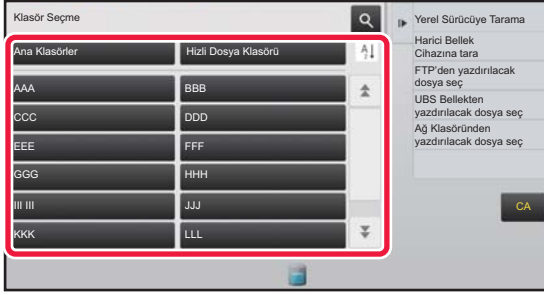 Klasör Seçme
Ana Klasörler
Hizli Dosya Klasörü
AAA
BBB
CCC
DDD
EEE
FFF
GGG
HHH
III III
JJJ
KKK
LLL
Yerel Sürücüye Tarama
Harici Bellek
Cihazına tara
FTP'den yazdırılacak
dosya seç
UBS Bellekten
yazdırılacak dosya seç
Ağ Klasöründen
yazdırılacak dosya seç
CA